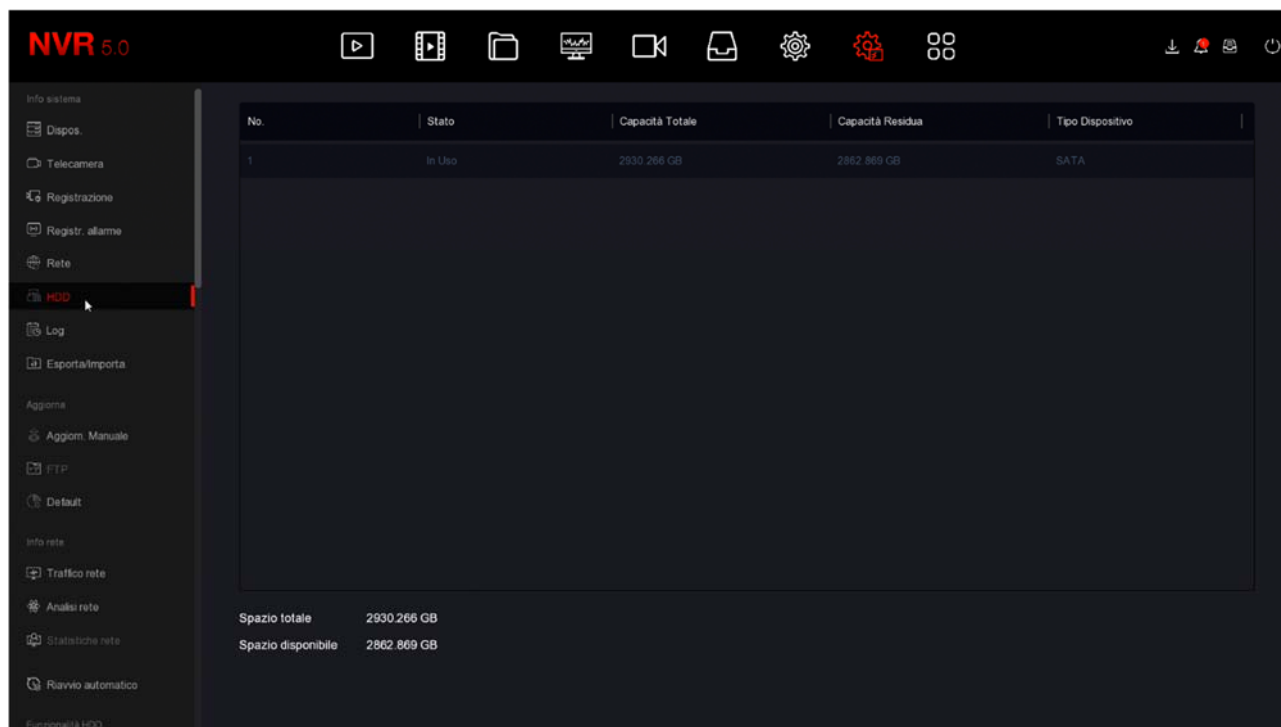 NVR 5.0
Info sistema
Dispos.
Telecamera
Registrazione
Registr. allarme
Rete
HDD
Log
Esporta/Importa
Aggiorna
Aggiorn. Manuale
FTP
Default
Info rete
Traffico rete
Analisi rete
Statistiche rete
Riavvio automatico
Funzionalità HDD
No. Stato Capacità Totale Capacità Residua Tipo Dispositivo
1 In Uso 2930.266 GB 2862.869 GB SATA
Spazio totale 2930.266 GB
Spazio disponibile 2862.869 GB